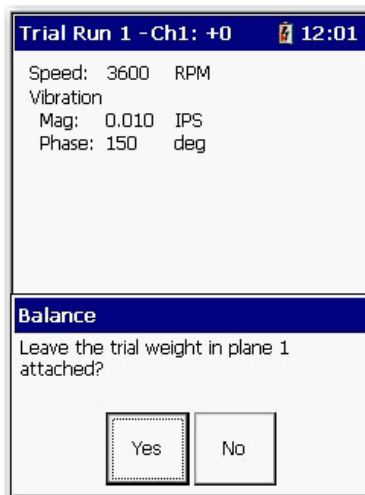 Trial Run 1 -Ch1: +0 12:01
Speed: 3600 RPM
Vibration
Mag: 0.010 IPS
Phase: 150 deg
Balance
Leave the trial weight in plane 1
attached?
Yes No